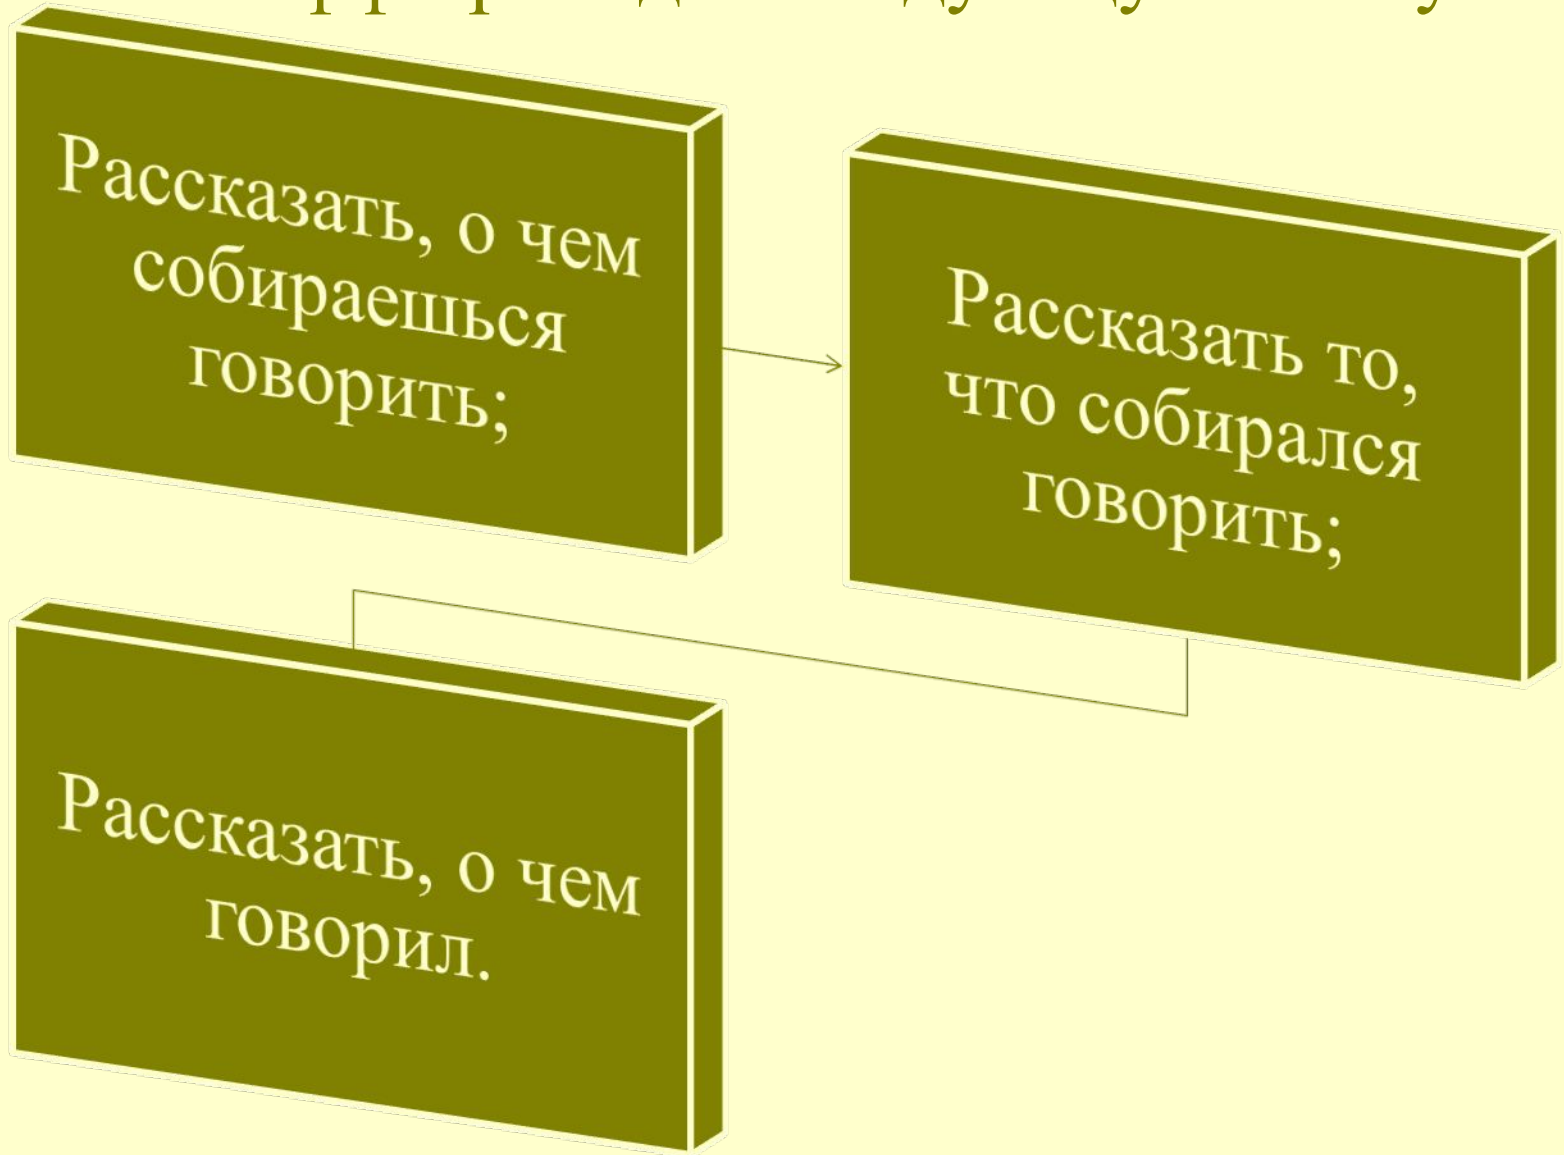 Рассказать, о чем
собираешься
говорить;
Рассказать то,
что собирался
говорить;
Рассказать, о чем
говорил.